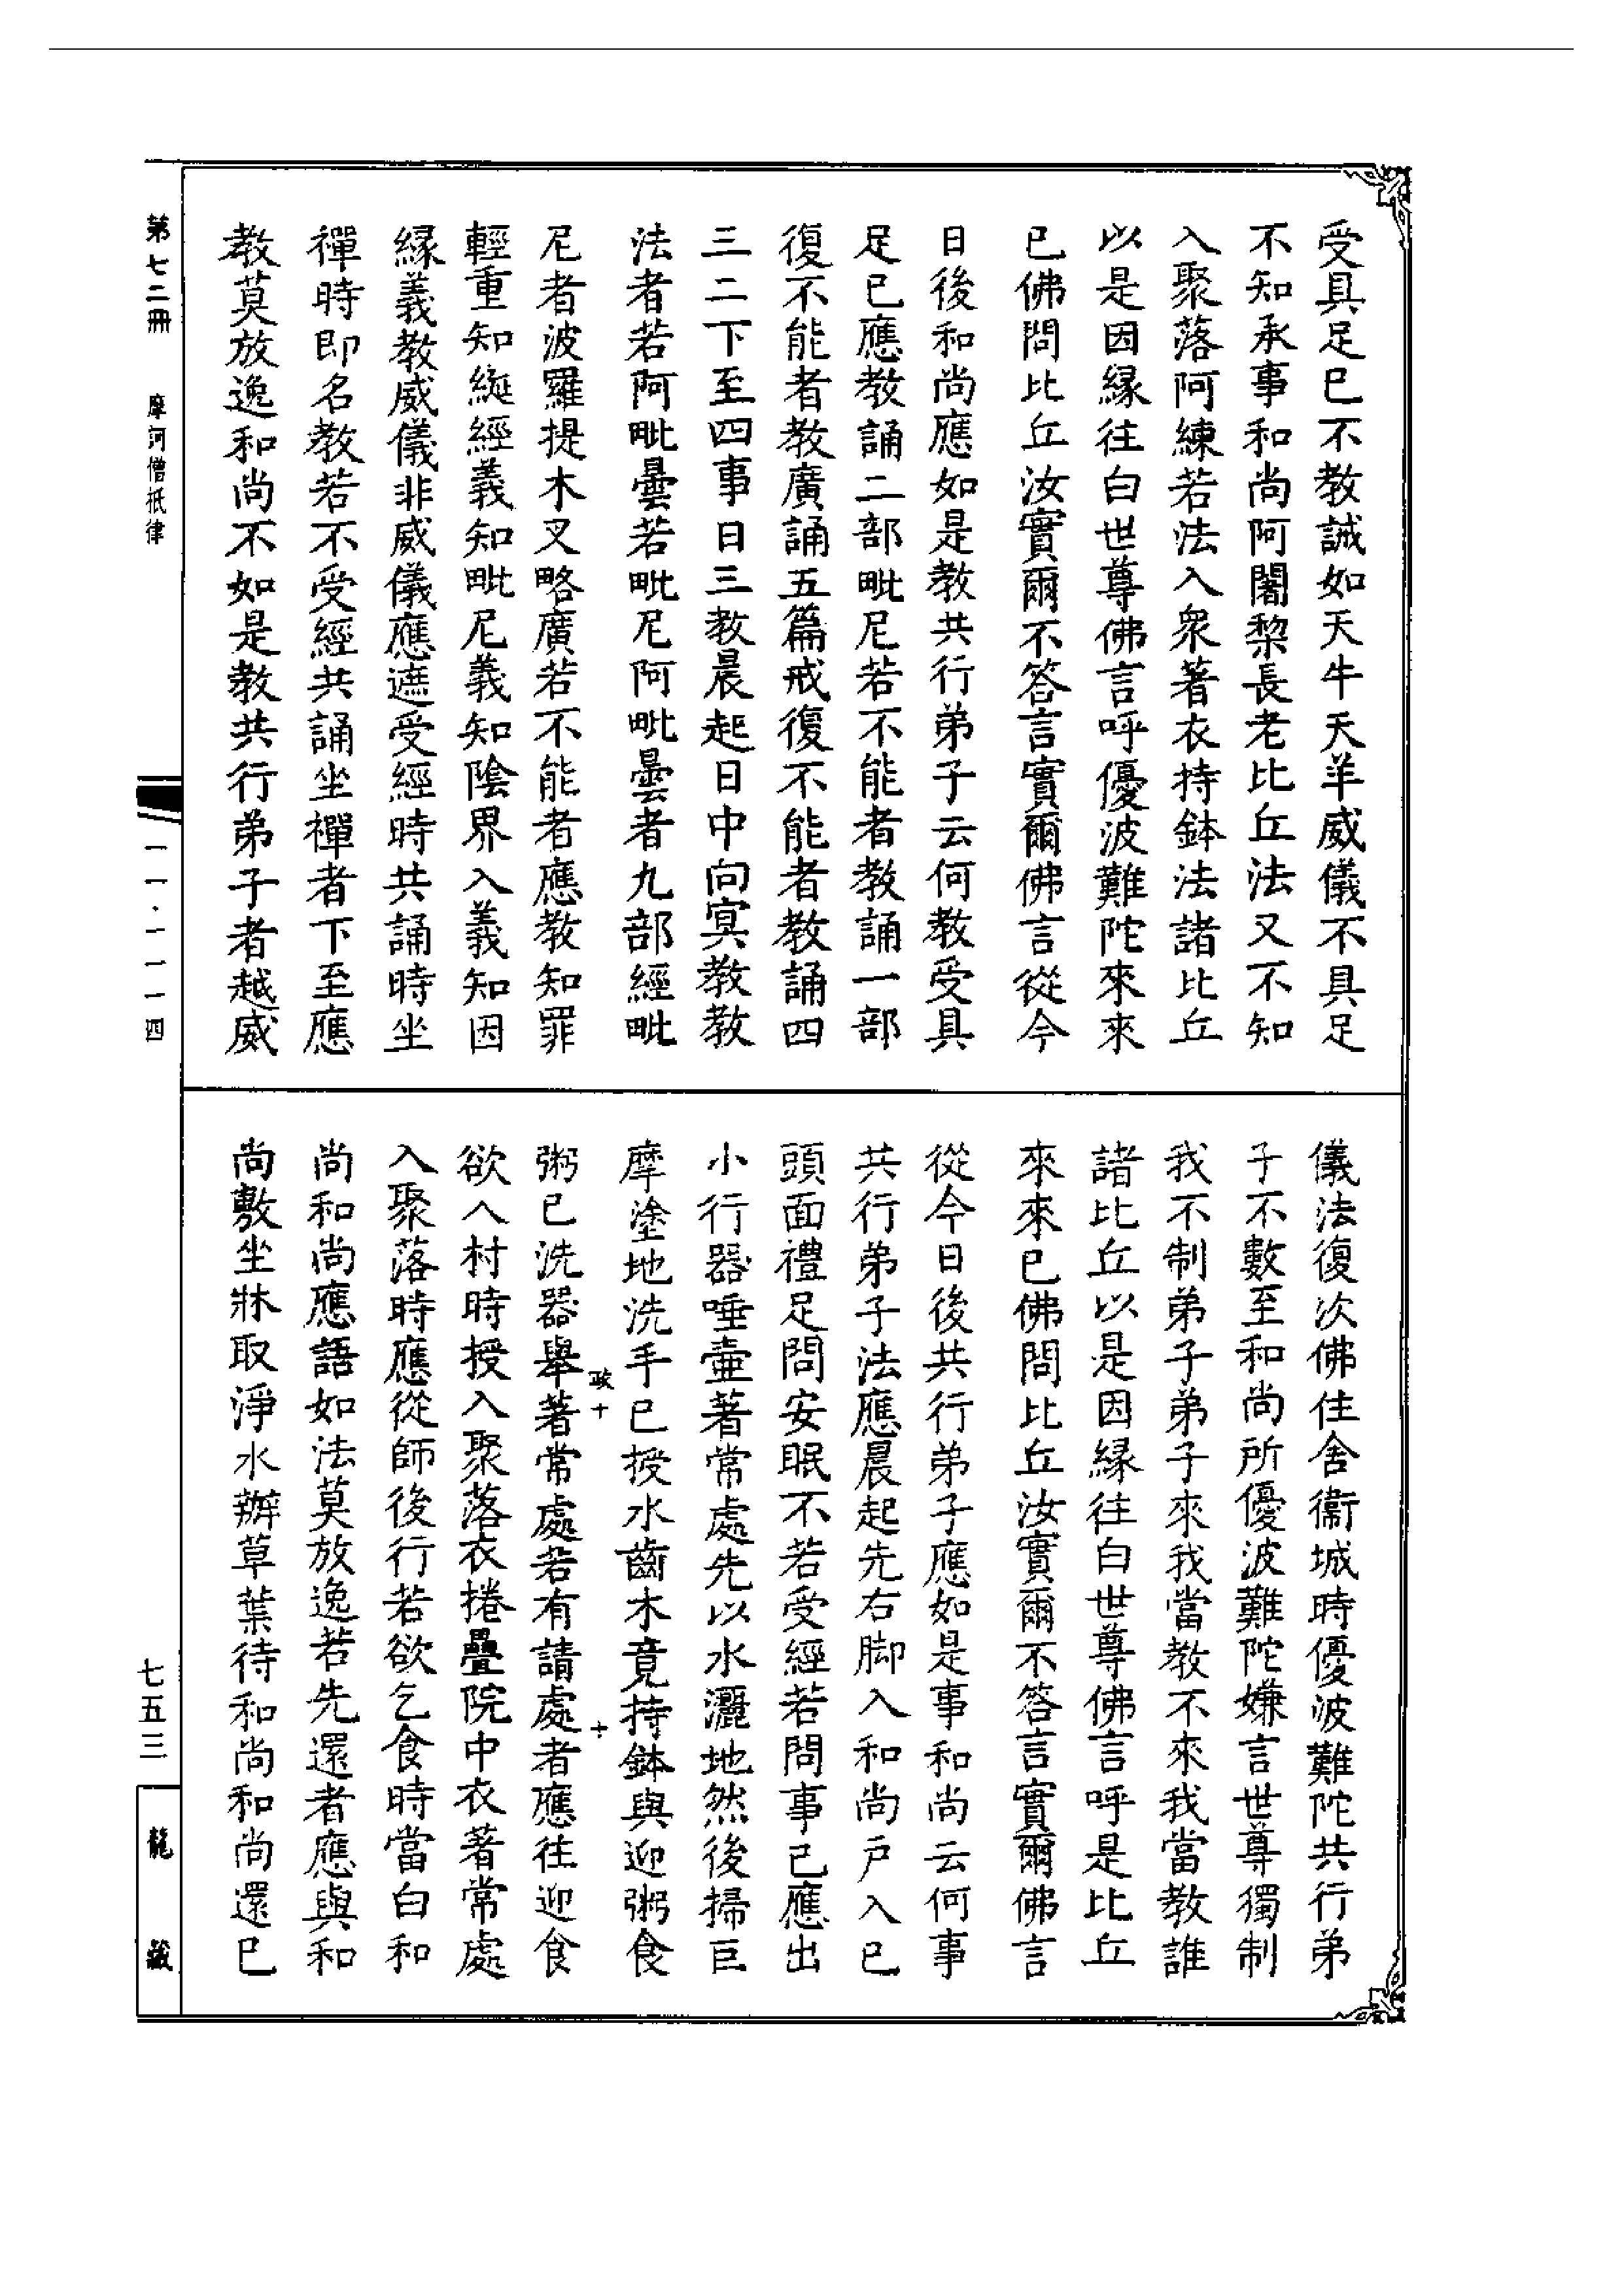 受具足已不教誡如天牛天羊威儀不具足
不知承事和尚阿闍黎長老比丘法又不知
入聚落阿練若法入眾著衣持鉢法諸比丘
以是因緣往白世尊佛言呼優波難陀來來
已佛問比丘汝實爾不答言實爾佛言從今
日後和尚應如是教共行弟子云何教受具
足已應教誦二部毗尼若不能者教誦一部
復不能者教廣誦五篇戒復不能者教誦四
三二下至四事日三教晨起日中向㝠教教
法者若阿毗曇若毗尼阿毗曇者九部經毗
尼者波羅提木叉略廣若不能者應教知罪
輕重知綖經義知毗尼義知陰界入義知因
緣義教威儀非威儀應遮受經時共誦時坐
禪時即名教若不受經共誦坐禪者下至應
教莫放逸和尚不如是教共行弟子者越威
儀法復次佛住舍衛城時優波難陀共行弟
子不數至和尚所優波難陀嫌言世尊獨制
我不制弟子弟子來我當教不來我當教誰
諸比丘以是因緣往白世尊佛言呼是比丘
來來已佛問比丘汝實爾不答言實爾佛言
從今日後共行弟子應如是事和尚云何事
共行弟子法應晨起先右腳入和尚戶入已
頭面禮足問安眠不若受經若問事已應出
小行器唾壺著常處先以水灑地然後掃巨
摩塗地洗手已授水齒木竟持鉢與迎粥食
粥已洗器舉著常處若有請處者應往迎食
欲入村時授入聚落衣捲疊院中衣著常處
入聚落時應從師後行若欲乞食時當白和
尚和尚應語如法莫放逸若先還者應與和
尚敷坐牀取淨水辦草葉待和尚和尚還已
第七二冊 摩訶僧祇律
一一·一一一四
七五三
龍藏